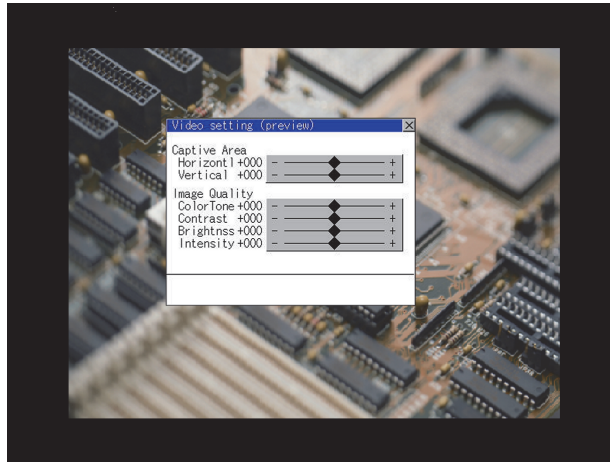 Video setting (preview) ×
Captive Area
Horizontl +000 - +
Vertical +000 - +
Image Quality
ColorTone +000 - +
Contrast +000 - +
Brightnss +000 - +
Intensity +000 - +